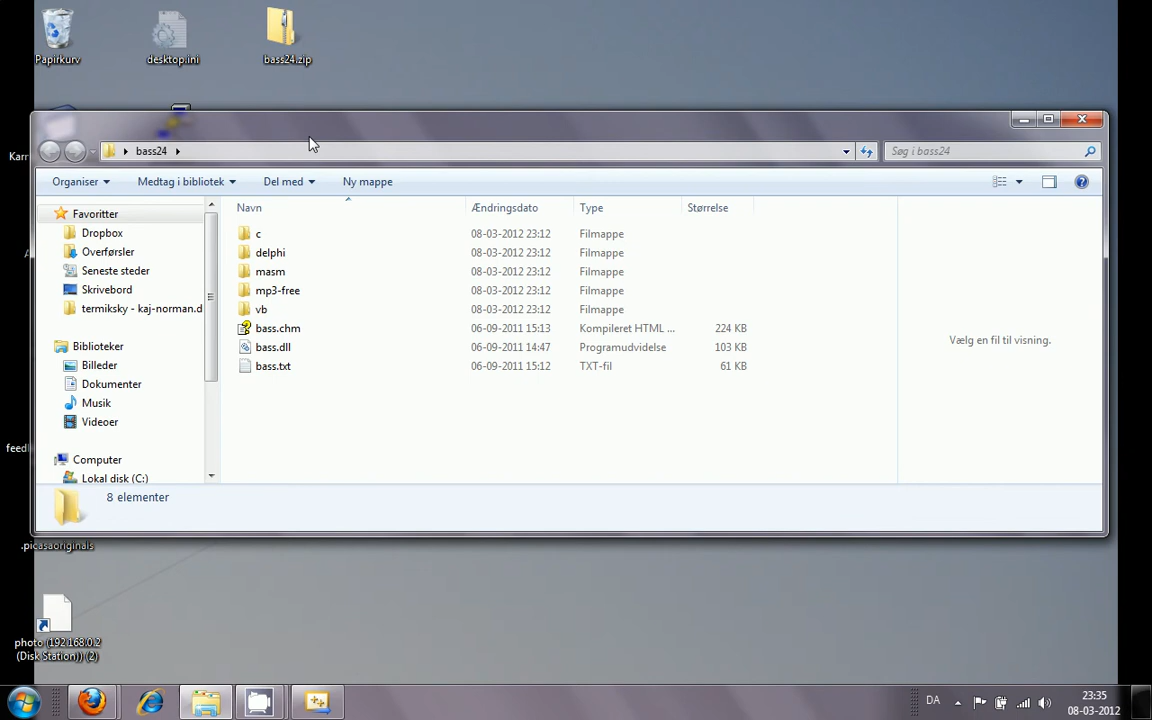 Papirkurv
desktop.ini
bass24.zip
bass24
Søg i bass24
Organiser
Medtag i bibliotek
Del med
Ny mappe
Navn
Ændringsdato
Type
Størrelse
Favoritter
Dropbox
Overførsler
Seneste steder
Skrivebord
termiksky - kaj-norman.d
Biblioteker
Billeder
Dokumenter
Musik
Videoer
Computer
Lokal disk (C:)
c 08-03-2012 23:12 Filmappe
delphi 08-03-2012 23:12 Filmappe
masm 08-03-2012 23:12 Filmappe
mp3-free 08-03-2012 23:12 Filmappe
vb 08-03-2012 23:12 Filmappe
bass.chm 06-09-2011 15:13 Kompileret HTML ... 224 KB
bass.dll 06-09-2011 14:47 Programudvidelse 103 KB
bass.txt 06-09-2011 15:12 TXT-fil 61 KB
Vælg en fil til visning.
8 elementer
Karr
feedl
.picasaoriginals
photo (192.168.0.2
(Disk Station)) (2)
DA
23:35
08-03-2012